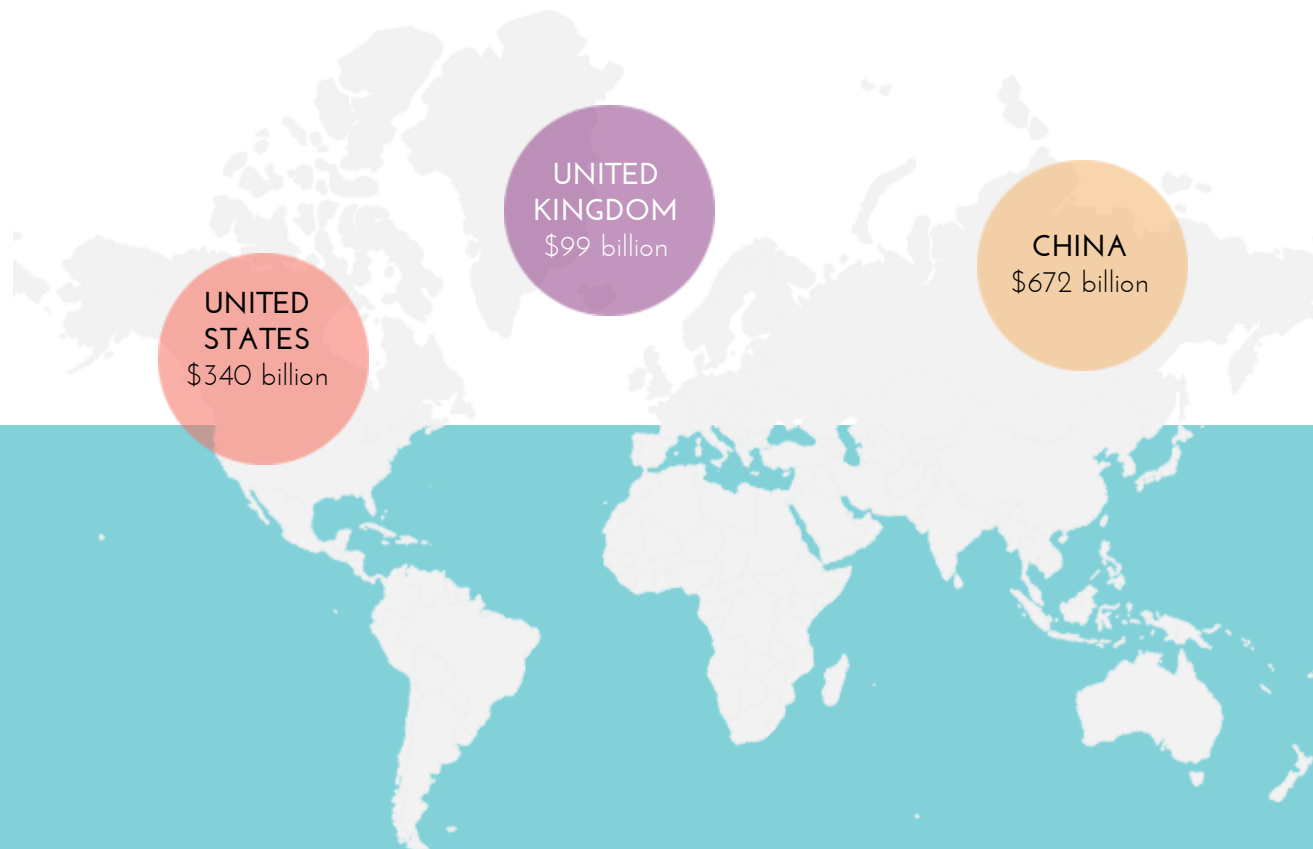 UNITED
KINGDOM
$99 billion
CHINA
$672 billion
UNITED
STATES
$340 billion